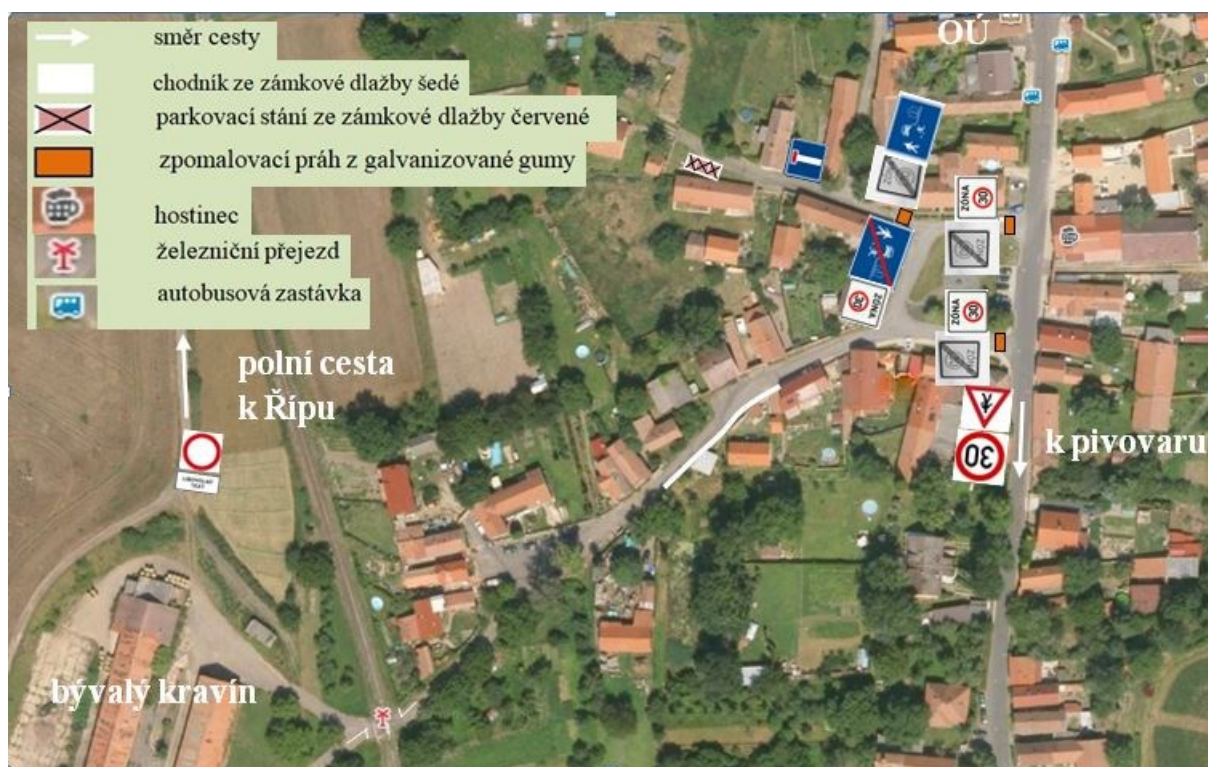 směr cesty
chodník ze zámkové dlažby šedé
parkovací stání ze zámkové dlažby červené
zpomalovací práh z galvanizované gumy
hostinec
železniční přejezd
autobusová zastávka
OÚ
ZÓNA
30
ZÓNA
30
ZÓNA
30
polní cesta
k Řípu
30
k pivovaru
bývalý kravín